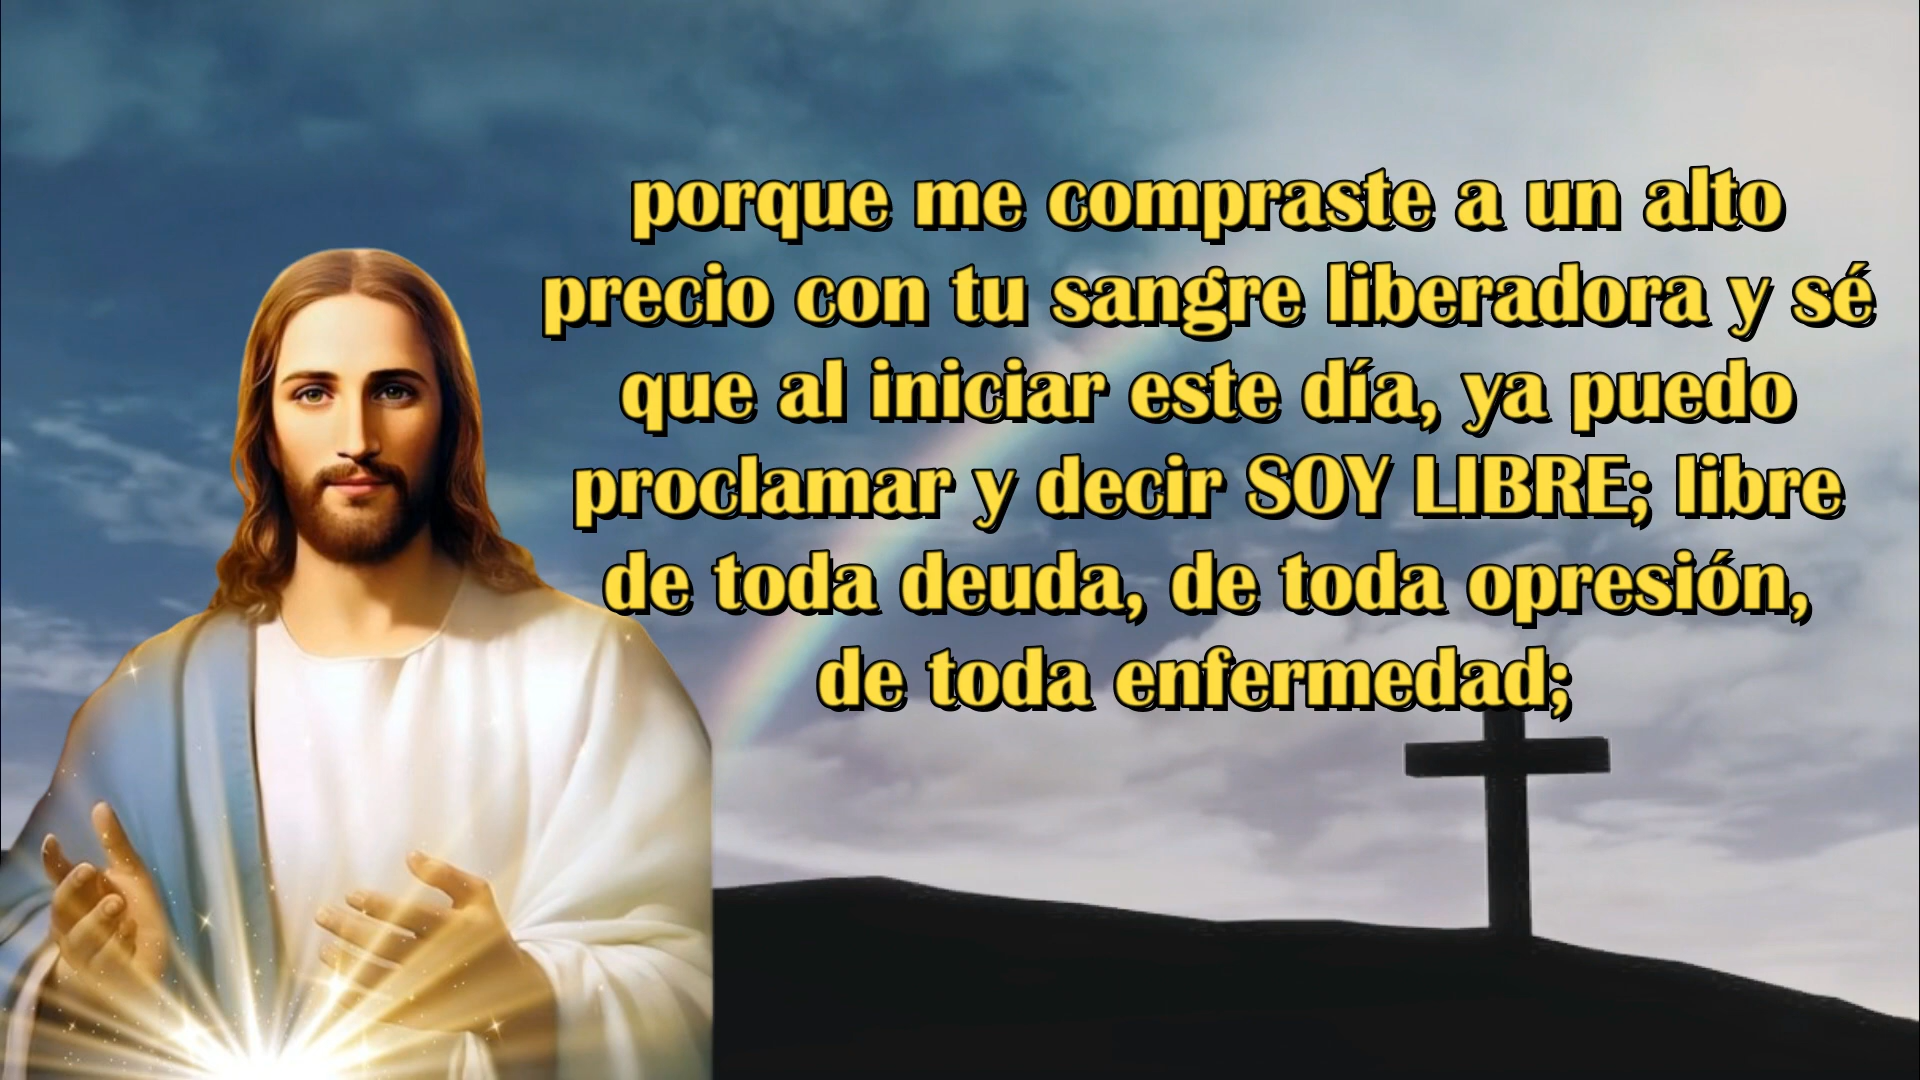 porque me compraste a un alto
precio con tu sangre liberadora y sé
que al iniciar este día, ya puedo
proclamar y decir SOY LIBRE; libre
de toda deuda, de toda opresión,
de toda enfermedad;